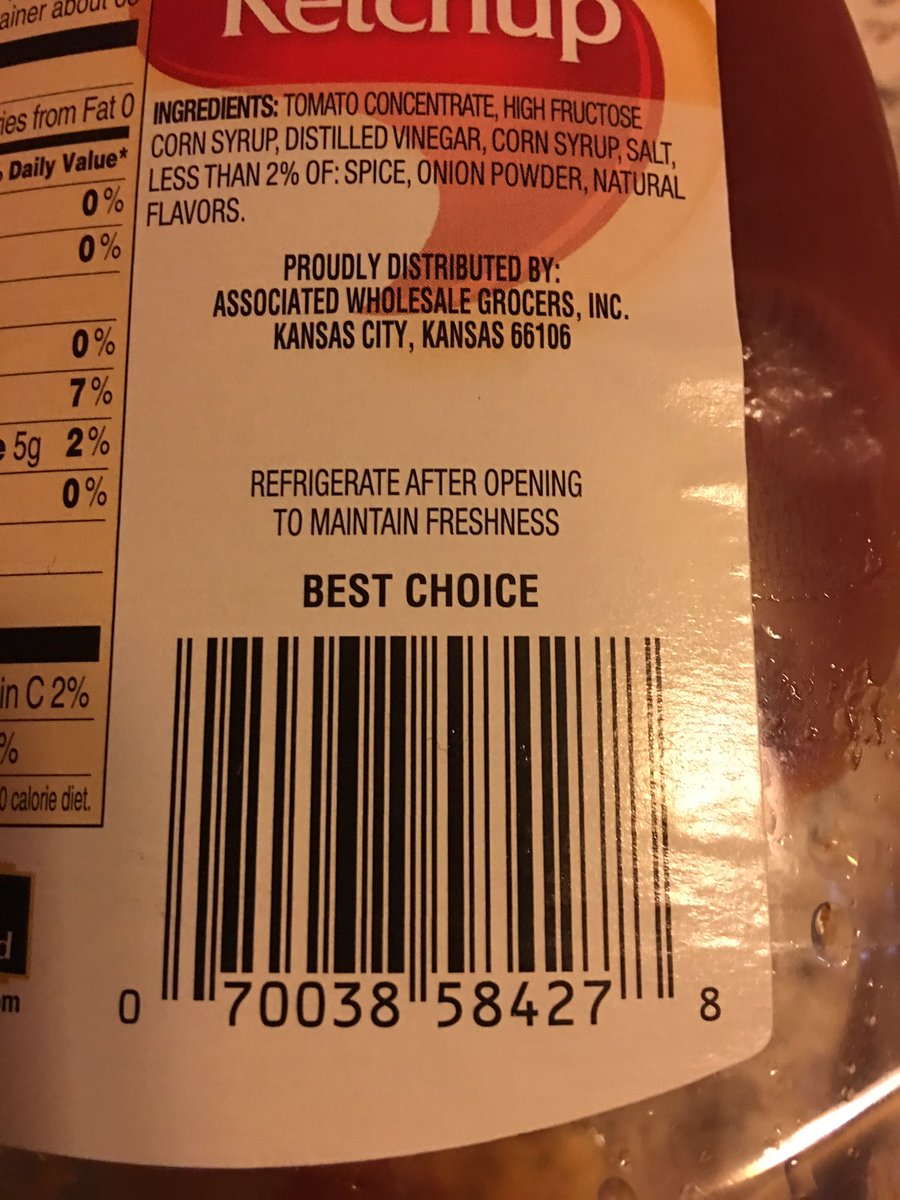 ainer about
Ketchup
ies from Fat 0
% Daily Value*
0%
0%
0%
7%
e 5g 2%
0%
in C 2%
%
0 calorie diet.
d
om
INGREDIENTS: TOMATO CONCENTRATE, HIGH FRUCTOSE
CORN SYRUP, DISTILLED VINEGAR, CORN SYRUP, SALT,
LESS THAN 2% OF: SPICE, ONION POWDER, NATURAL
FLAVORS.
PROUDLY DISTRIBUTED BY:
ASSOCIATED WHOLESALE GROCERS, INC.
KANSAS CITY, KANSAS 66106
REFRIGERATE AFTER OPENING
TO MAINTAIN FRESHNESS
BEST CHOICE
0 70038 58427 8